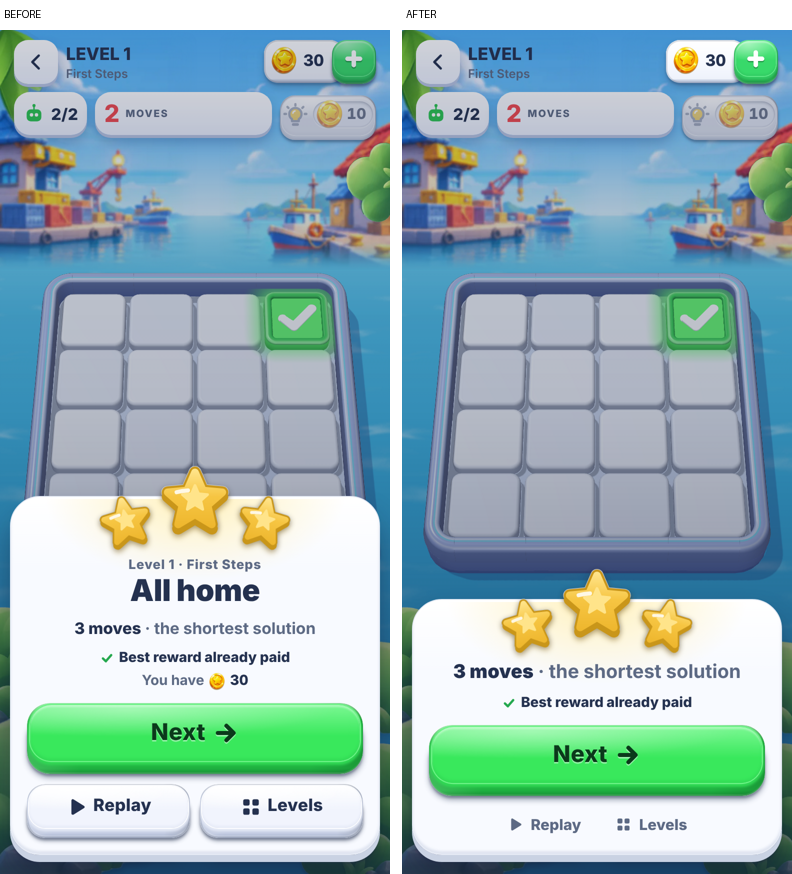 BEFORE
LEVEL 1
First Steps
30
2/2
2 MOVES
10
Level 1 · First Steps
All home
3 moves · the shortest solution
Best reward already paid
You have 30
Next
Replay
Levels
AFTER
LEVEL 1
First Steps
30
2/2
2 MOVES
10
3 moves · the shortest solution
Best reward already paid
Next
Replay
Levels